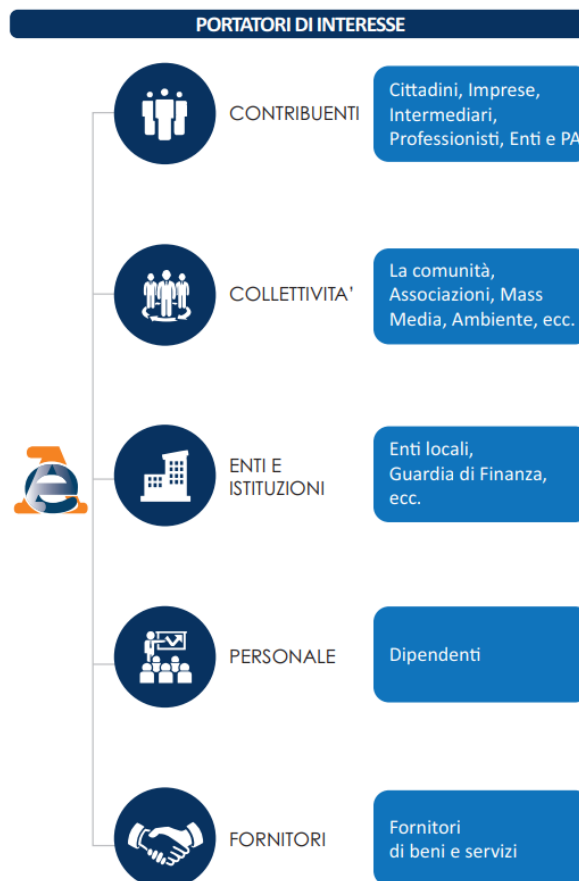 PORTATORI DI INTERESSE
CONTRIBUENTI
Cittadini, Imprese,
Intermediari,
Professionisti, Enti e PA
COLLETTIVITA'
La comunità,
Associazioni, Mass
Media, Ambiente, ecc.
ENTI E
ISTITUZIONI
Enti locali,
Guardia di Finanza,
ecc.
PERSONALE
Dipendenti
FORNITORI
Fornitori
di beni e servizi